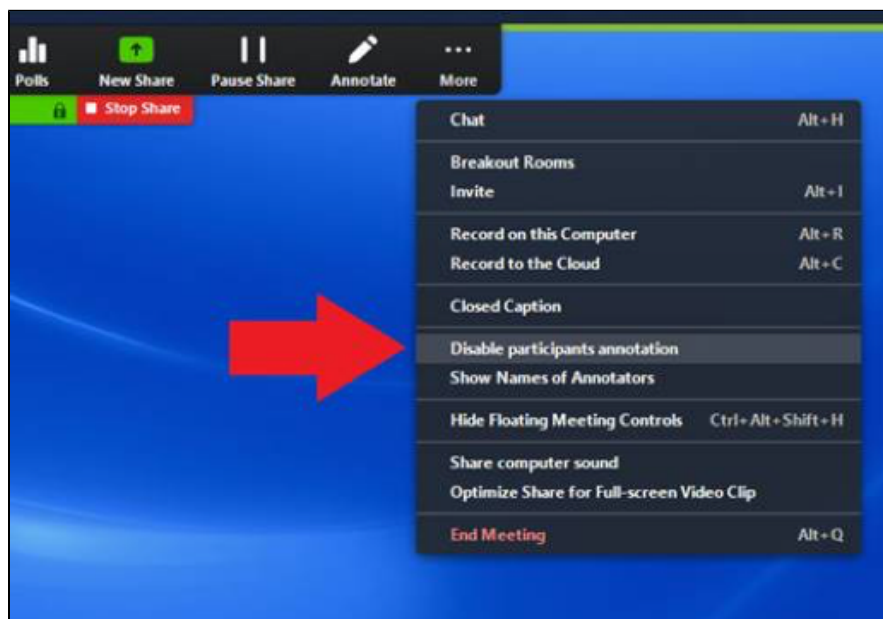 Polls New Share Pause Share Annotate More
Stop Share
Chat Alt+H
Breakout Rooms
Invite Alt+I
Record on this Computer Alt+R
Record to the Cloud Alt+C
Closed Caption
Disable participants annotation
Show Names of Annotators
Hide Floating Meeting Controls Ctrl+Alt+Shift+H
Share computer sound
Optimize Share for Full-screen Video Clip
End Meeting Alt+Q